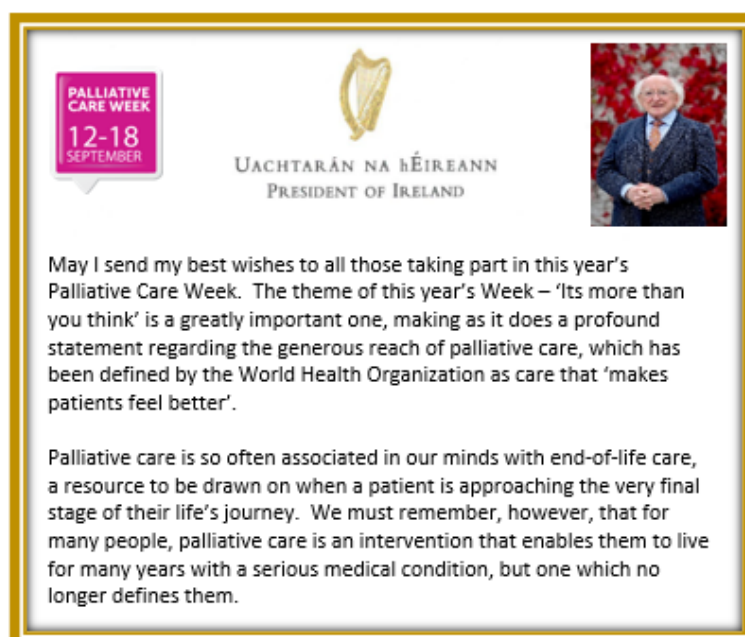 PALLIATIVE
CARE WEEK
12-18
SEPTEMBER
UACHTARÁN NA hÉIREANN
PRESIDENT OF IRELAND
May I send my best wishes to all those taking part in this year’s
Palliative Care Week.  The theme of this year’s Week – ‘Its more than
you think’ is a greatly important one, making as it does a profound
statement regarding the generous reach of palliative care, which has
been defined by the World Health Organization as care that ‘makes
patients feel better’.
Palliative care is so often associated in our minds with end-of-life care,
a resource to be drawn on when a patient is approaching the very final
stage of their life’s journey.  We must remember, however, that for
many people, palliative care is an intervention that enables them to live
for many years with a serious medical condition, but one which no
longer defines them.